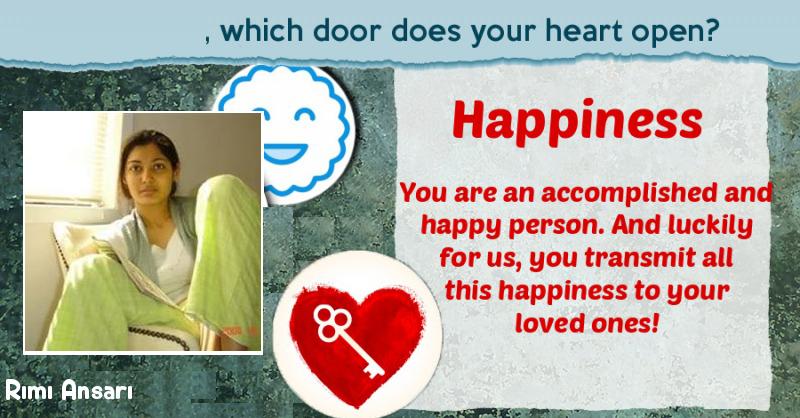 , which door does your heart open?
Happiness
You are an accomplished and
happy person. And luckily
for us, you transmit all
this happiness to your
loved ones!
Rimi Ansari